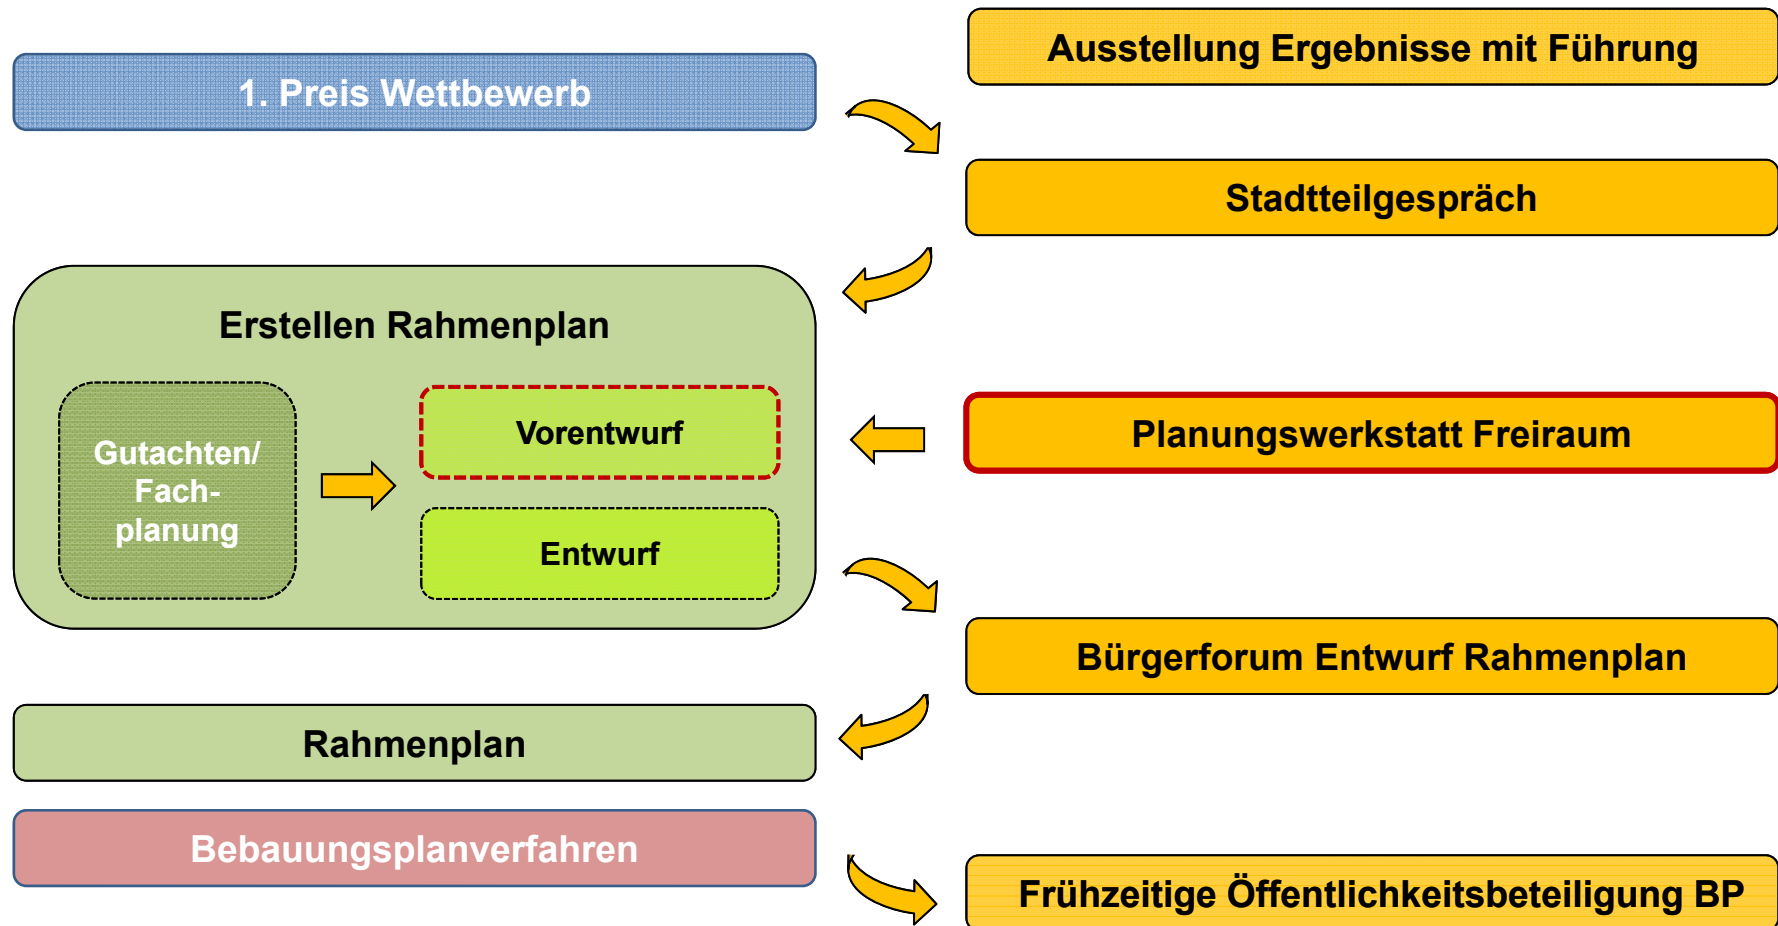 Ausstellung Ergebnisse mit Führung
1. Preis Wettbewerb
Stadtteilgespräch
Erstellen Rahmenplan
Gutachten/
Fach-
planung
Vorentwurf
Entwurf
Planungswerkstatt Freiraum
Bürgerforum Entwurf Rahmenplan
Rahmenplan
Bebauungsplanverfahren
Frühzeitige Öffentlichkeitsbeteiligung BP